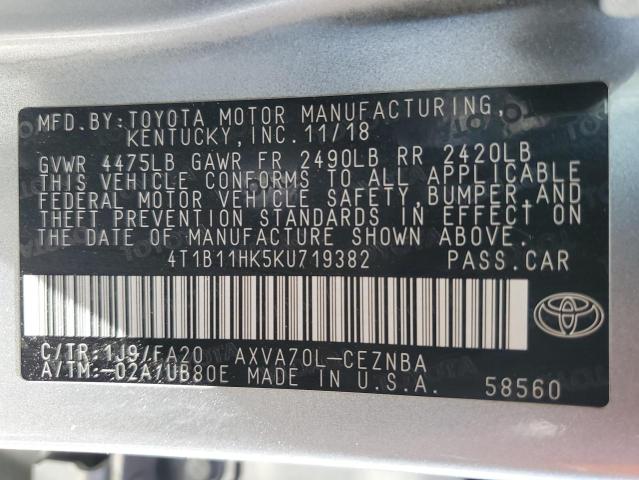 MFD.BY:TOYOTA MOTOR MANUFACTURING,
KENTUCKY,INC.11/18
GVWR 4475LB GAWR FR 2490LB RR 2420LB
THIS VEHICLE CONFORMS TO ALL APPLICABLE
FEDERAL MOTOR VEHICLE SAFETY,BUMPER,AND
THEFT PREVENTION STANDARDS IN EFFECT ON
THE DATE OF MANUFACTURE SHOWN ABOVE.
4T1B11HK5KU719382 PASS.CAR
C/TR:1J9/FA20 AXVA70L-CEZNBA
A/TM:-02A/UB80E MADE IN U.S.A.
58560